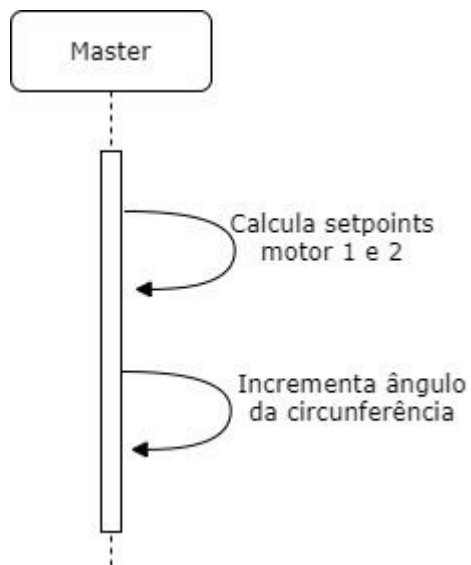 Master
Calcula setpoints
motor 1 e 2
Incrementa ângulo
da circunferência